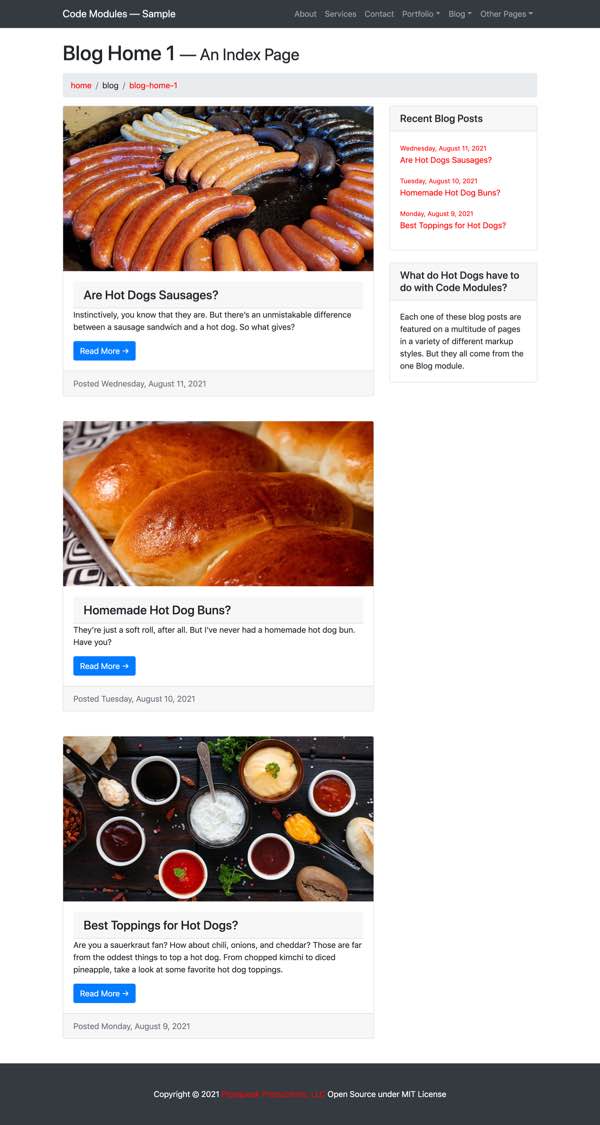 Code Modules — Sample
About Services Contact Portfolio Blog Other Pages
Blog Home 1 — An Index Page
home / blog / blog-home-1
Are Hot Dogs Sausages?
Instinctively, you know that they are. But there's an unmistakable difference
between a sausage sandwich and a hot dog. So what gives?
Read More →
Posted Wednesday, August 11, 2021
Homemade Hot Dog Buns?
They're just a soft roll, after all. But I've never had a homemade hot dog bun.
Have you?
Read More →
Posted Tuesday, August 10, 2021
Best Toppings for Hot Dogs?
Are you a sauerkraut fan? How about chili, onions, and cheddar? Those are far
from the oddest things to top a hot dog. From chopped kimchi to diced
pineapple, take a look at some favorite hot dog toppings.
Read More →
Posted Monday, August 9, 2021
Recent Blog Posts
Wednesday, August 11, 2021
Are Hot Dogs Sausages?
Tuesday, August 10, 2021
Homemade Hot Dog Buns?
Monday, August 9, 2021
Best Toppings for Hot Dogs?
What do Hot Dogs have to
do with Code Modules?
Each one of these blog posts are
featured on a multitude of pages
in a variety of different markup
styles. But they all come from the
one Blog module.
Copyright © 2021 Pipsqueak Productions, LLC Open Source under MIT License